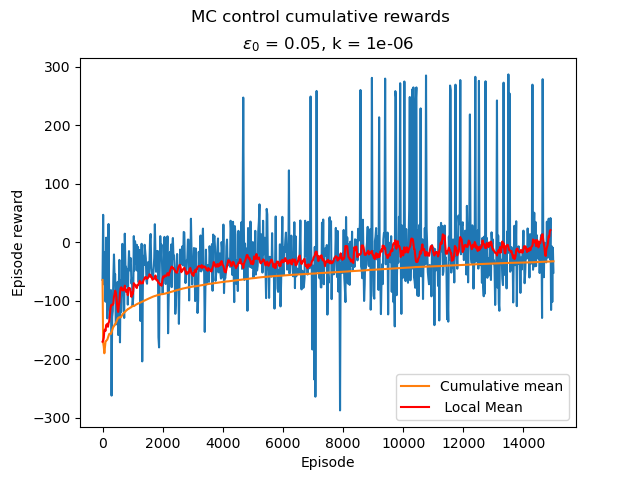 MC control cumulative rewards
ε₀ = 0.05, k = 1e-06
Episode reward
300
200
100
0
−100
−200
−300
0 2000 4000 6000 8000 10000 12000 14000
Episode
Cumulative mean
Local Mean